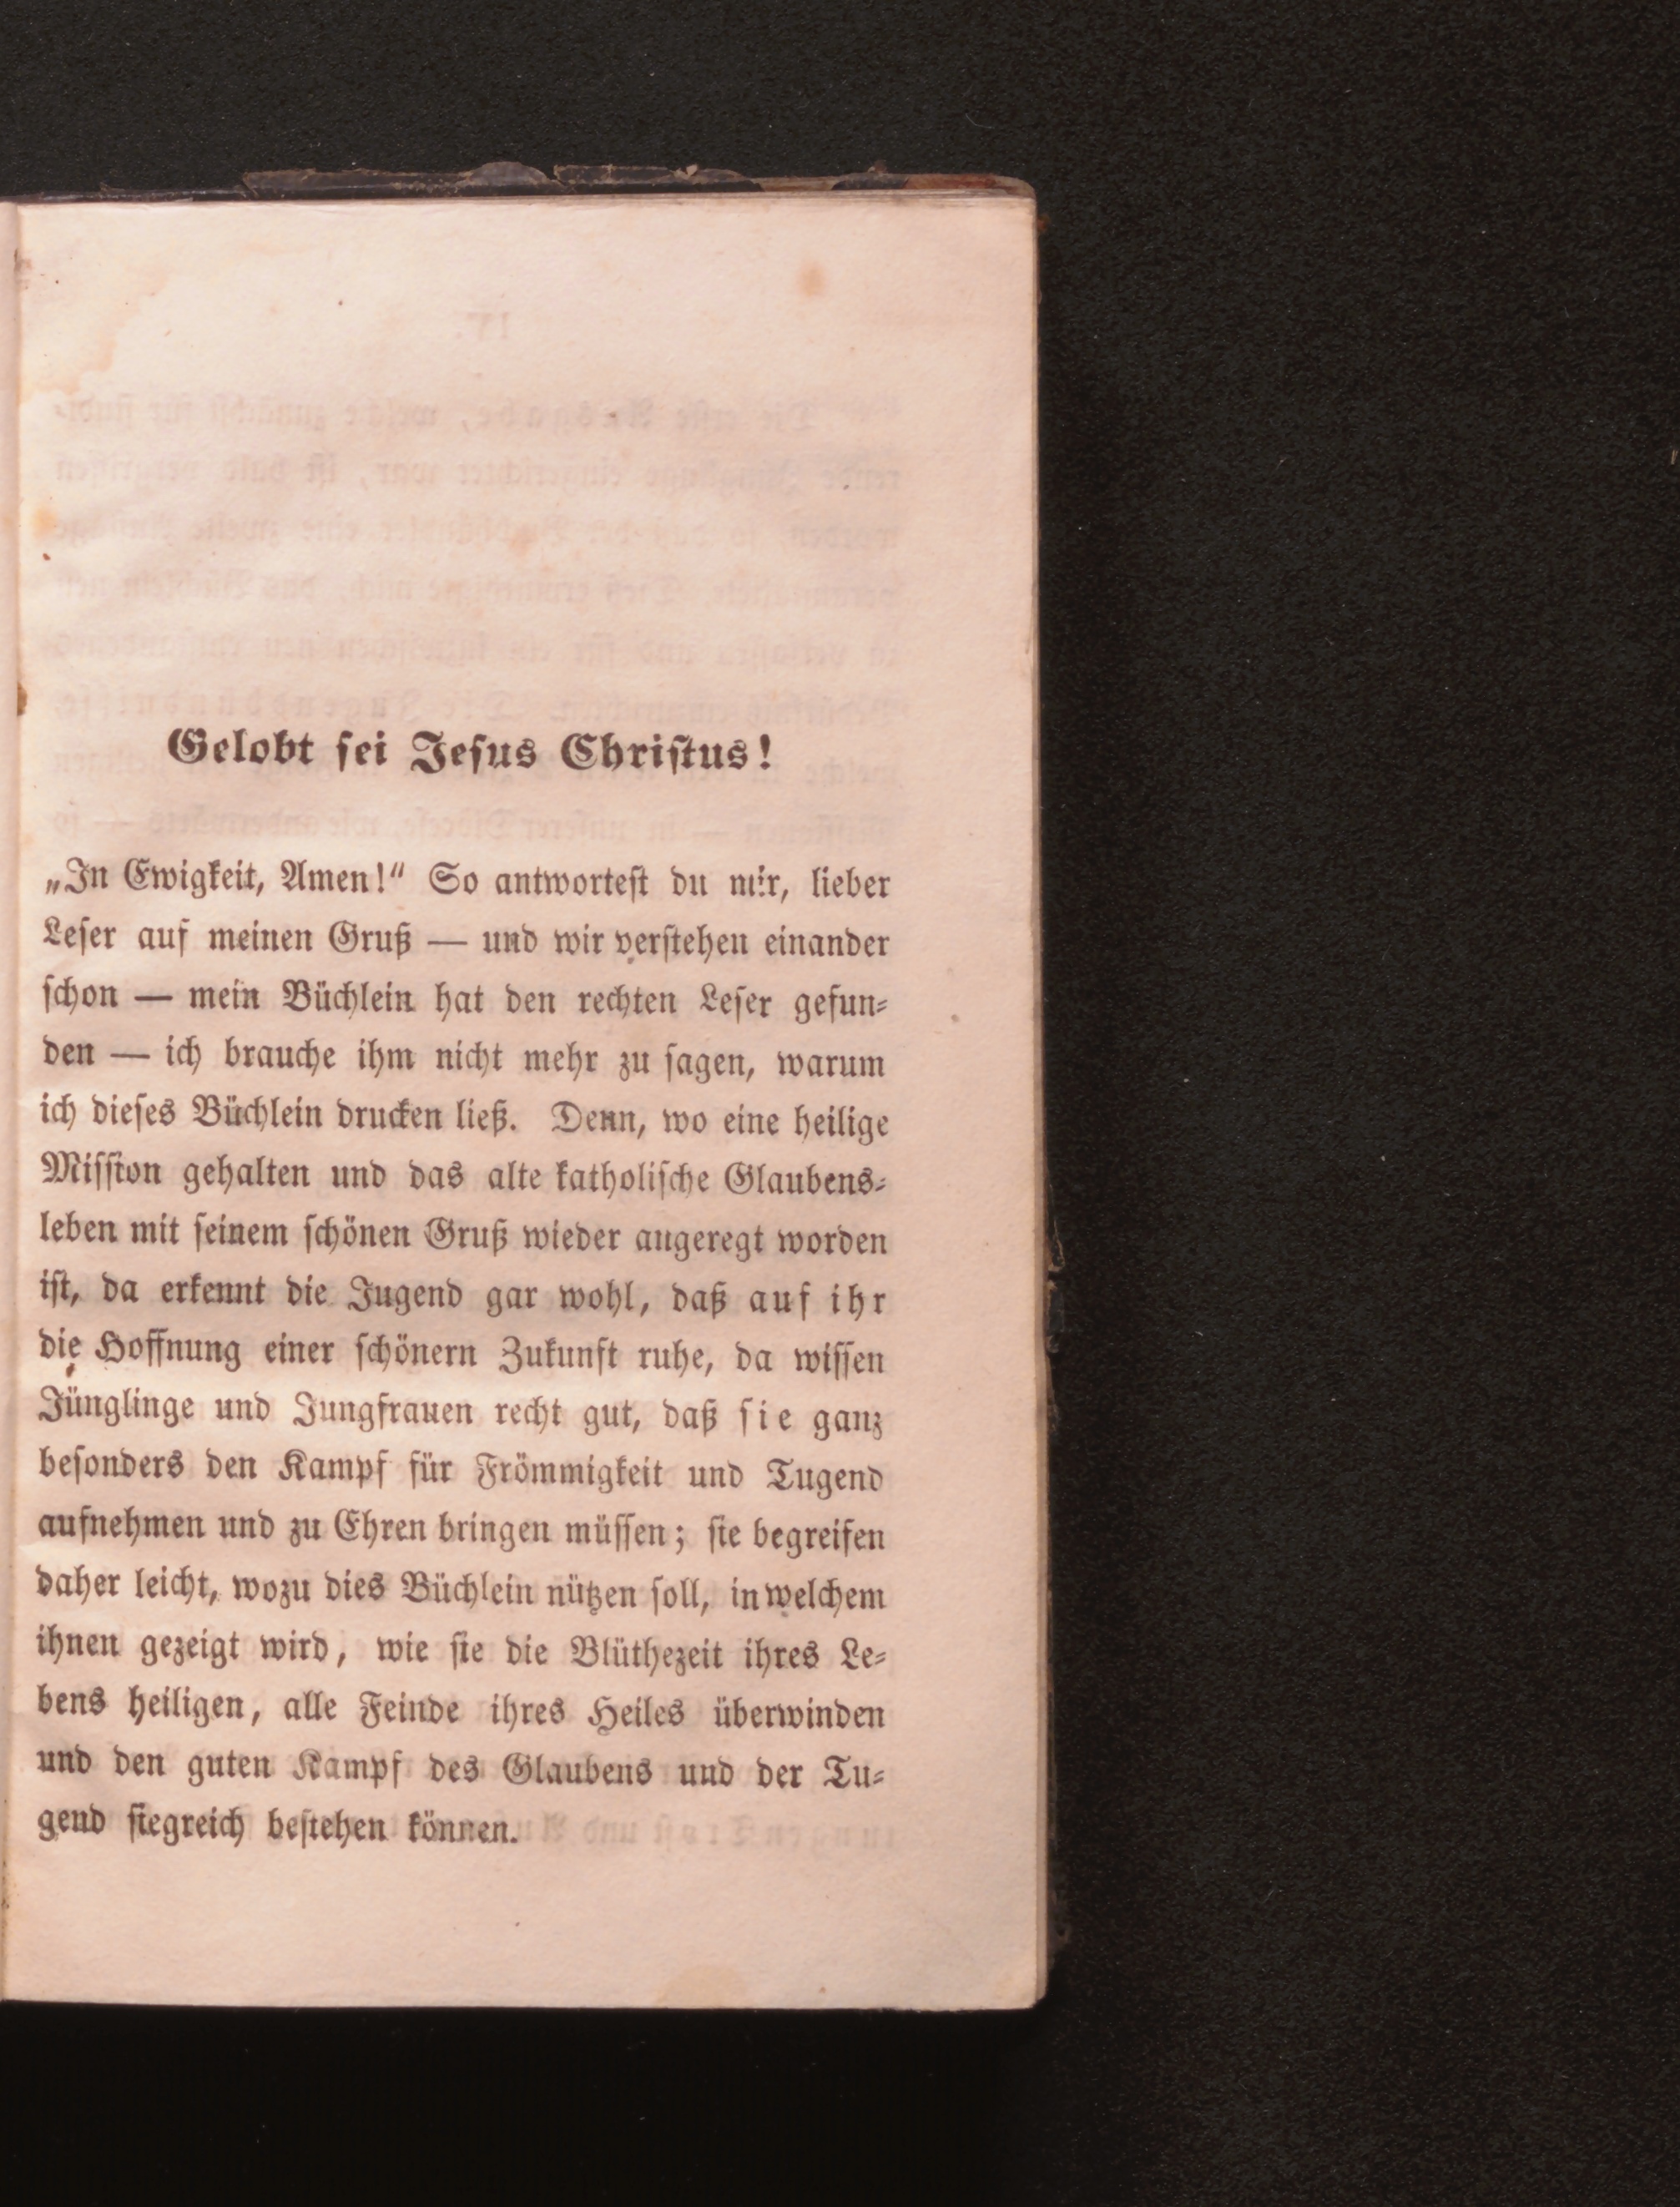 Gelobt sei Jesus Christus!
„In Ewigkeit, Amen!“ So antwortest du mir, lieber
Leser auf meinen Gruß — und wir verstehen einander
schon — mein Büchlein hat den rechten Leser gefun-
den — ich brauche ihm nicht mehr zu sagen, warum
ich dieses Büchlein drucken ließ. Denn, wo eine heilige
Mission gehalten und das alte katholische Glaubens-
leben mit seinem schönen Gruß wieder angeregt worden
ist, da erkennt die Jugend gar wohl, daß auf ihr
die Hoffnung einer schönern Zukunft ruhe, da wissen
Jünglinge und Jungfrauen recht gut, daß sie ganz
besonders den Kampf für Frömmigkeit und Tugend
aufnehmen und zu Ehren bringen müssen; sie begreifen
daher leicht, wozu dies Büchlein nützen soll, in welchem
ihnen gezeigt wird, wie sie die Blüthezeit ihres Le-
bens heiligen, alle Feinde ihres Heiles überwinden
und den guten Kampf des Glaubens und der Tu-
gend siegreich bestehen können.